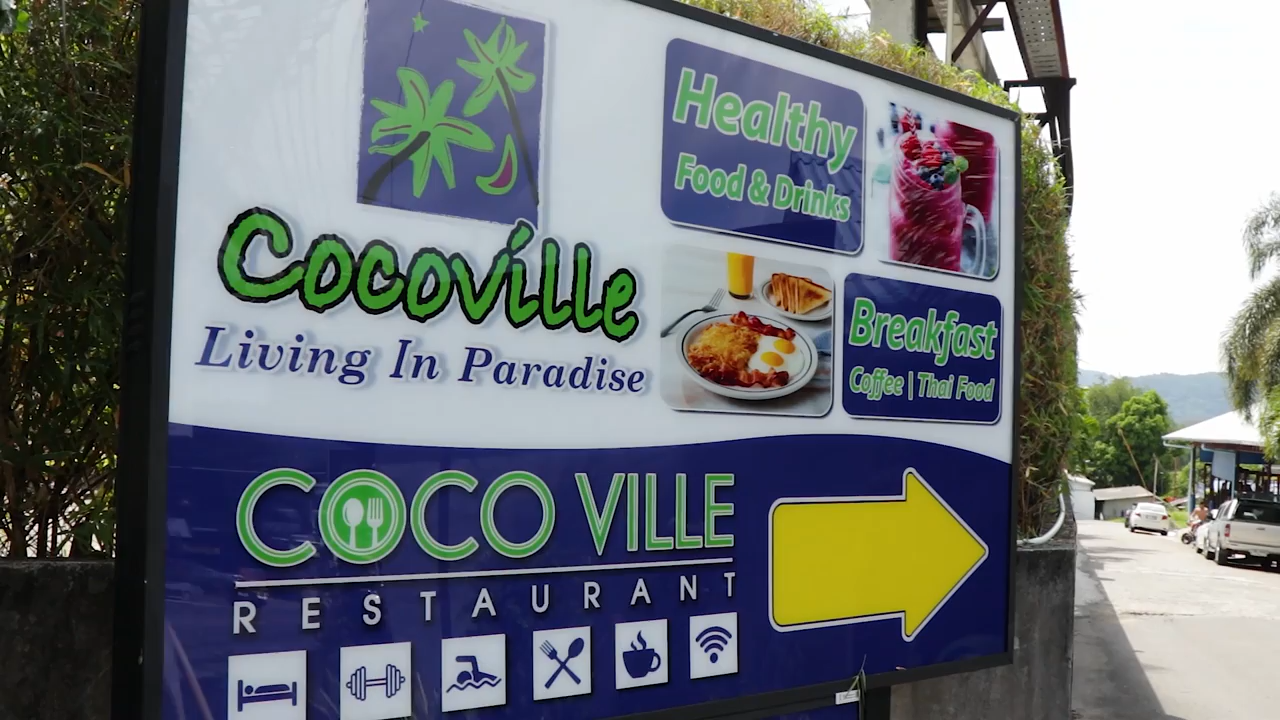 Cocoville
Living In Paradise
Healthy
Food & Drinks
Breakfast
Coffee | Thai Food
COCO VILLE
RESTAURANT